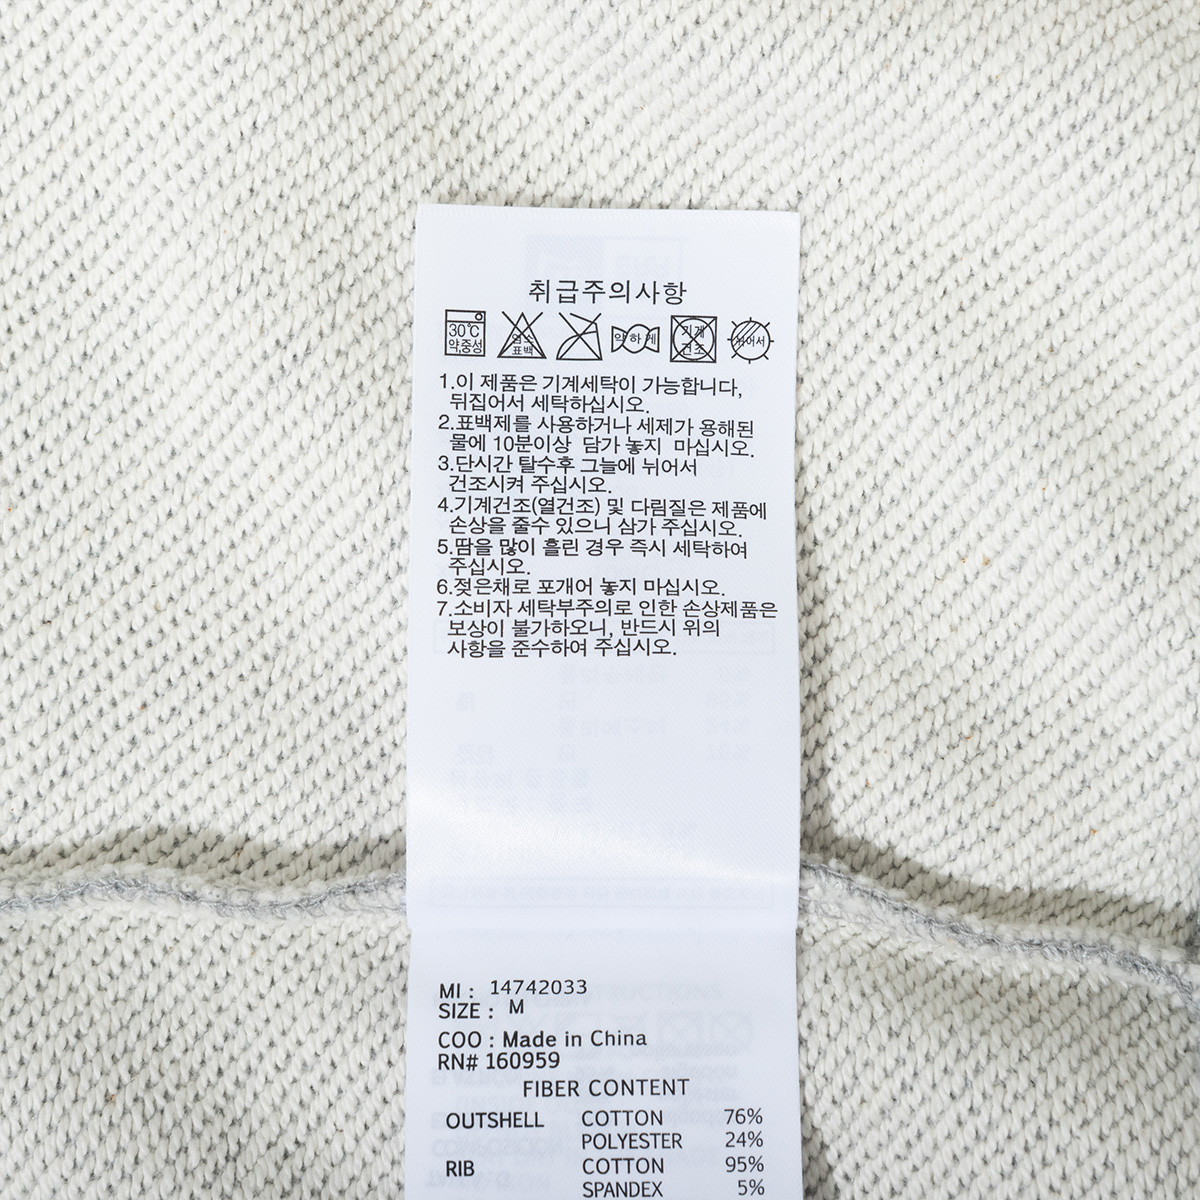 취급주의사항
30℃ 약,중성
염소 표백
약하게
기계 건조
뉘어서
1.이 제품은 기계세탁이 가능합니다,
뒤집어서 세탁하십시오.
2.표백제를 사용하거나 세제가 용해된
물에 10분이상 담가 놓지 마십시오.
3.단시간 탈수후 그늘에 뉘어서
건조시켜 주십시오.
4.기계건조(열건조) 및 다림질은 제품에
손상을 줄수 있으니 삼가 주십시오.
5.땀을 많이 흘린 경우 즉시 세탁하여
주십시오.
6.젖은채로 포개어 놓지 마십시오.
7.소비자 세탁부주의로 인한 손상제품은
보상이 불가하오니, 반드시 위의
사항을 준수하여 주십시오.
MI : 14742033
SIZE : M
COO : Made in China
RN# 160959
FIBER CONTENT
OUTSHELL COTTON 76%
POLYESTER 24%
RIB COTTON 95%
SPANDEX 5%